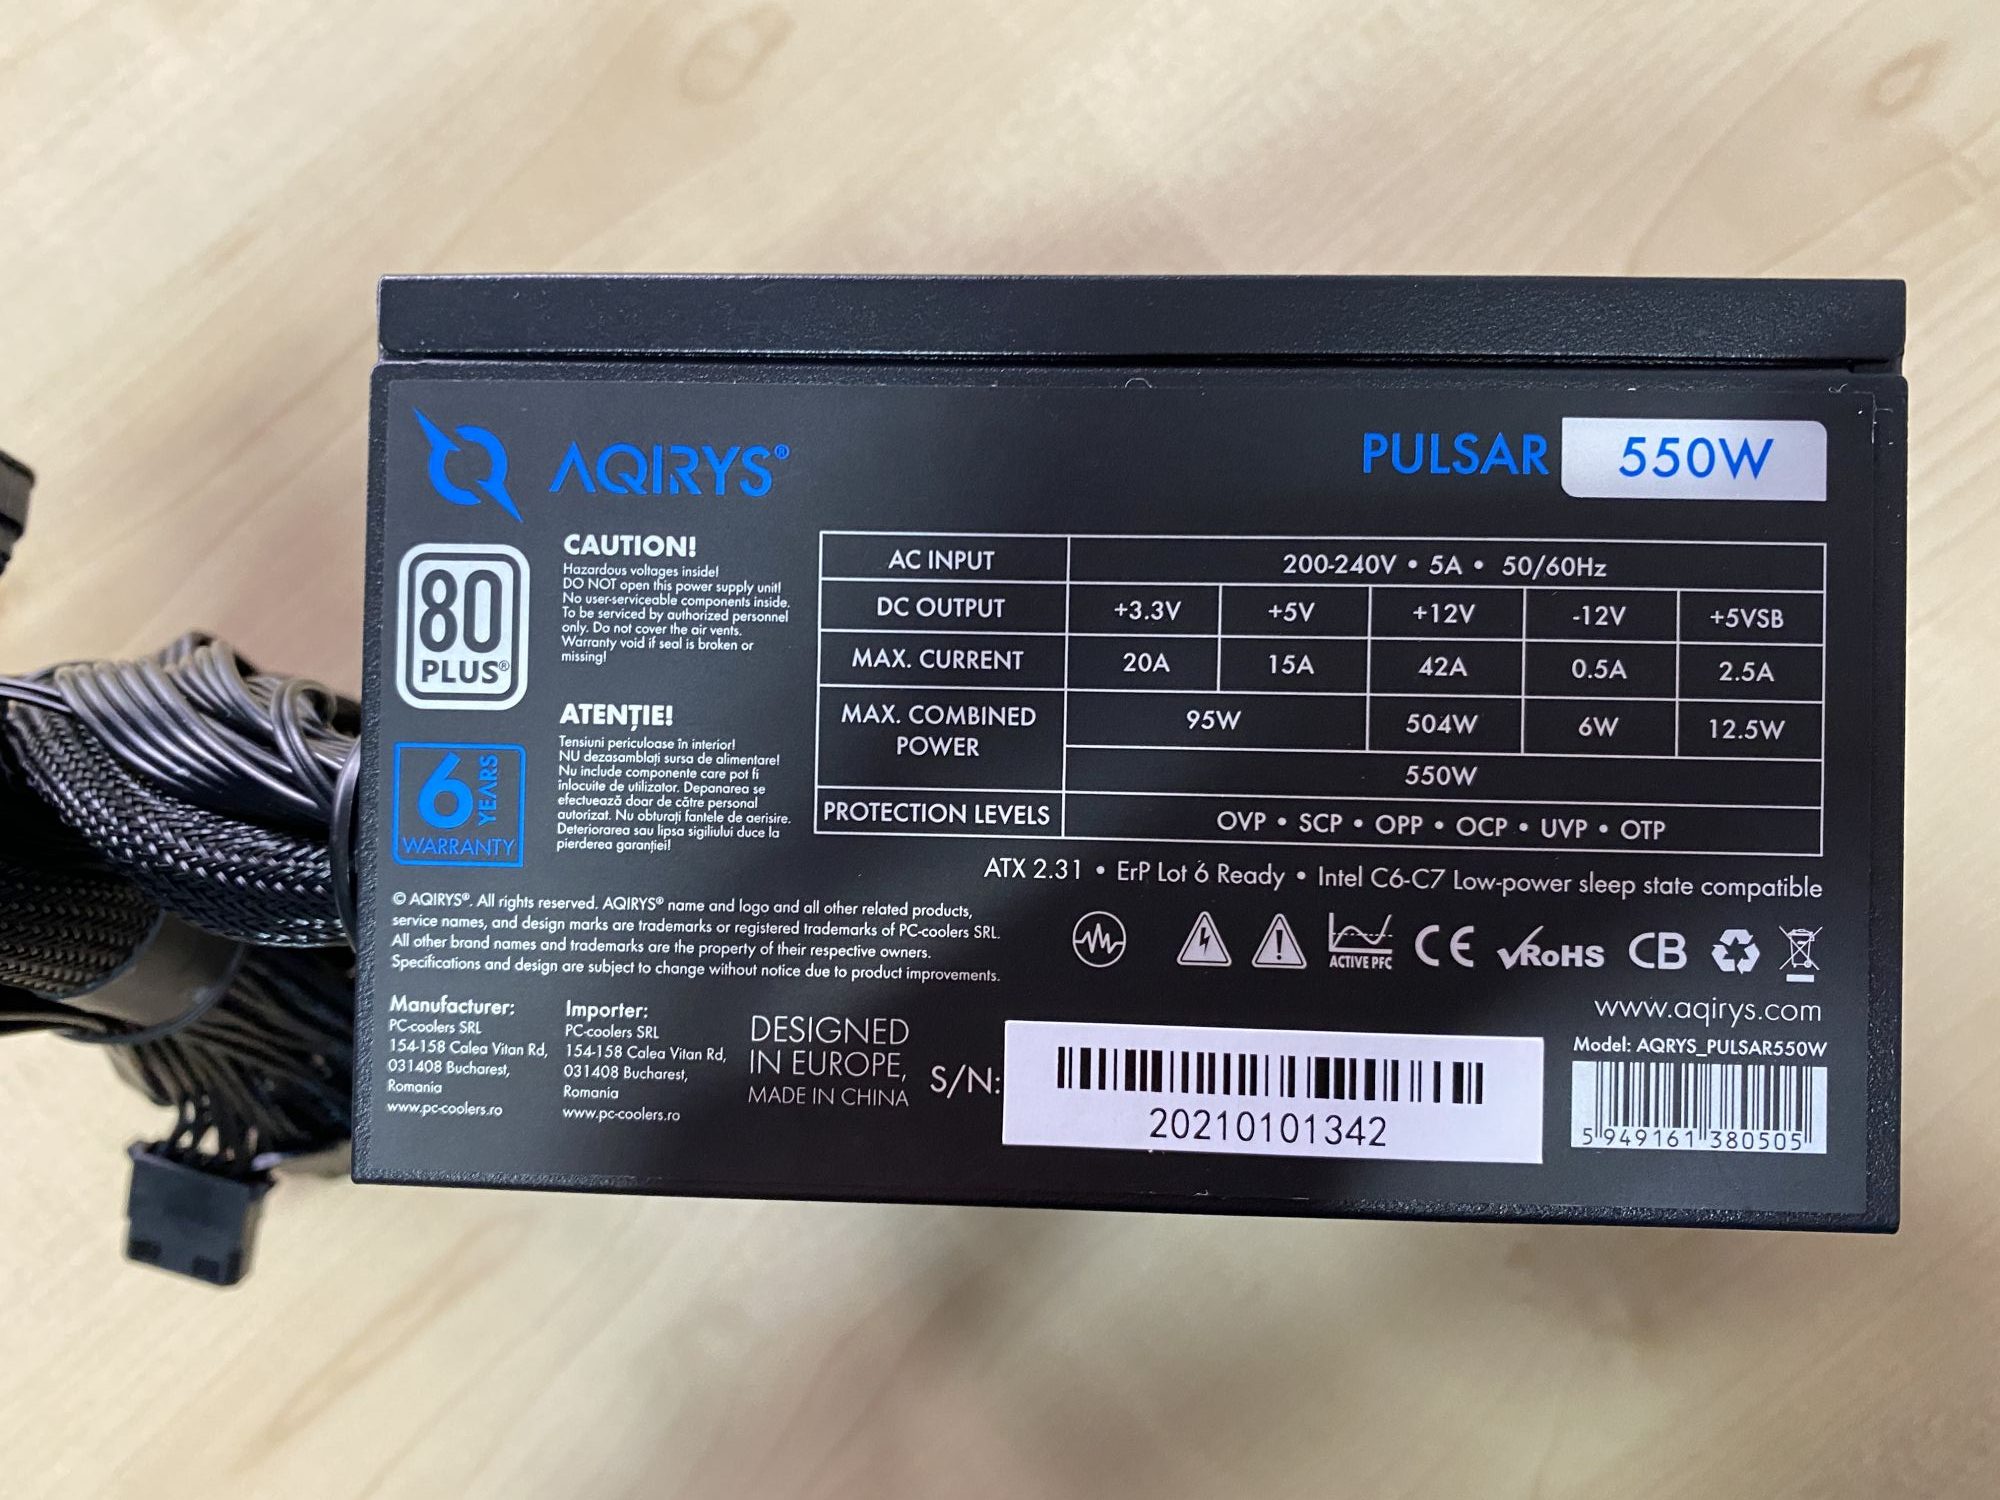 AQIRYS®
PULSAR 550W
80
PLUS®
6 YEARS
WARRANTY
CAUTION!
Hazardous voltages inside!
DO NOT open this power supply unit!
No user-serviceable components inside.
To be serviced by authorized personnel
only. Do not cover the air vents.
Warranty void if seal is broken or
missing!
ATENȚIE!
Tensiuni periculoase în interior!
NU dezasamblați sursa de alimentare!
Nu include componente care pot fi
înlocuite de utilizator. Depanarea se
efectuează doar de către personal
autorizat. Nu obturați fantele de aerisire.
Deteriorarea sau lipsa sigiliului duce la
pierderea garanției!
AC INPUT 200-240V • 5A • 50/60Hz
DC OUTPUT +3.3V +5V +12V -12V +5VSB
MAX. CURRENT 20A 15A 42A 0.5A 2.5A
MAX. COMBINED POWER 95W 504W 6W 12.5W
550W
PROTECTION LEVELS OVP • SCP • OPP • OCP • UVP • OTP
ATX 2.31 • ErP Lot 6 Ready • Intel C6-C7 Low-power sleep state compatible
© AQIRYS®. All rights reserved. AQIRYS® name and logo and all other related products,
service names, and design marks are trademarks or registered trademarks of PC-coolers SRL.
All other brand names and trademarks are the property of their respective owners.
Specifications and design are subject to change without notice due to product improvements.
ACTIVE PFC CE RoHS CB
www.aqirys.com
Manufacturer:
PC-coolers SRL
154-158 Calea Vitan Rd,
031408 Bucharest,
Romania
www.pc-coolers.ro
Importer:
PC-coolers SRL
154-158 Calea Vitan Rd,
031408 Bucharest,
Romania
www.pc-coolers.ro
DESIGNED
IN EUROPE,
MADE IN CHINA
S/N:
20210101342
Model: AQRYS_PULSAR550W
5 949161 380505